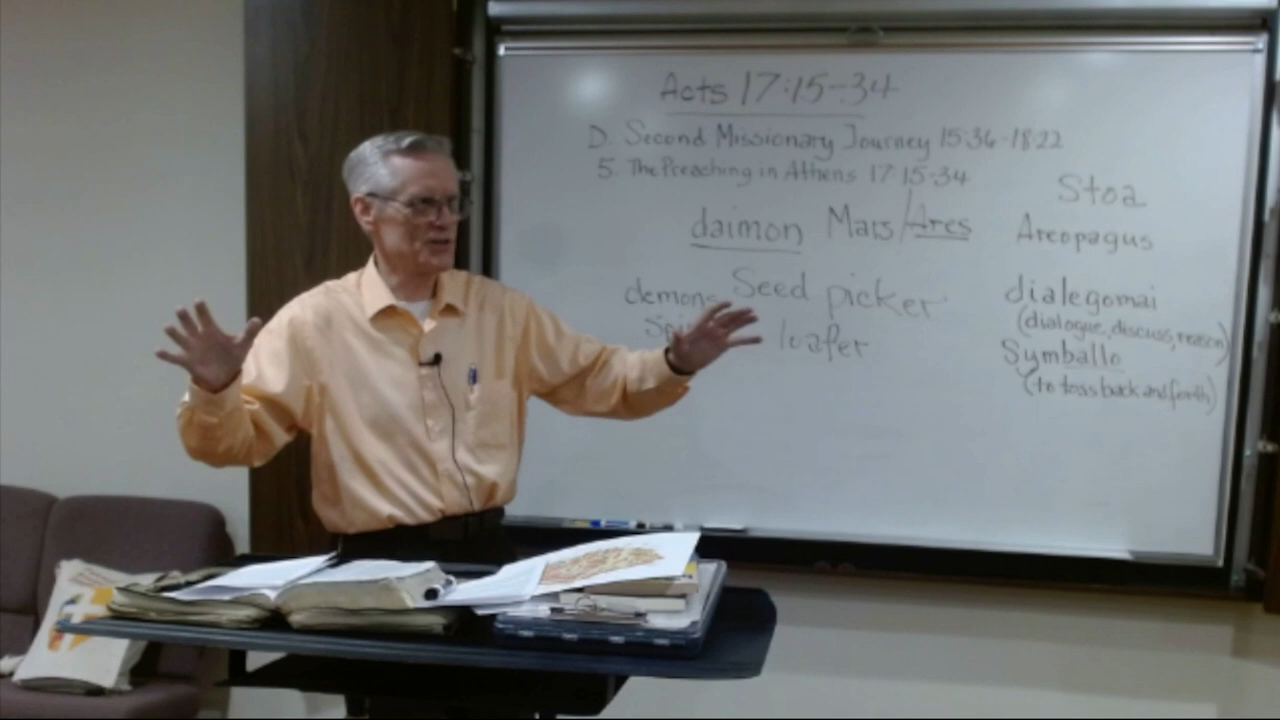 Acts 17:15-34
D. Second Missionary Journey 15:36-18:22
5. The Preaching in Athens 17:15-34
Stoa
daimon Mars/Ares Areopagus
demons Seed picker dialegomai
(dialogue, discuss, reason)
loafer Symballo
(to toss back and forth)